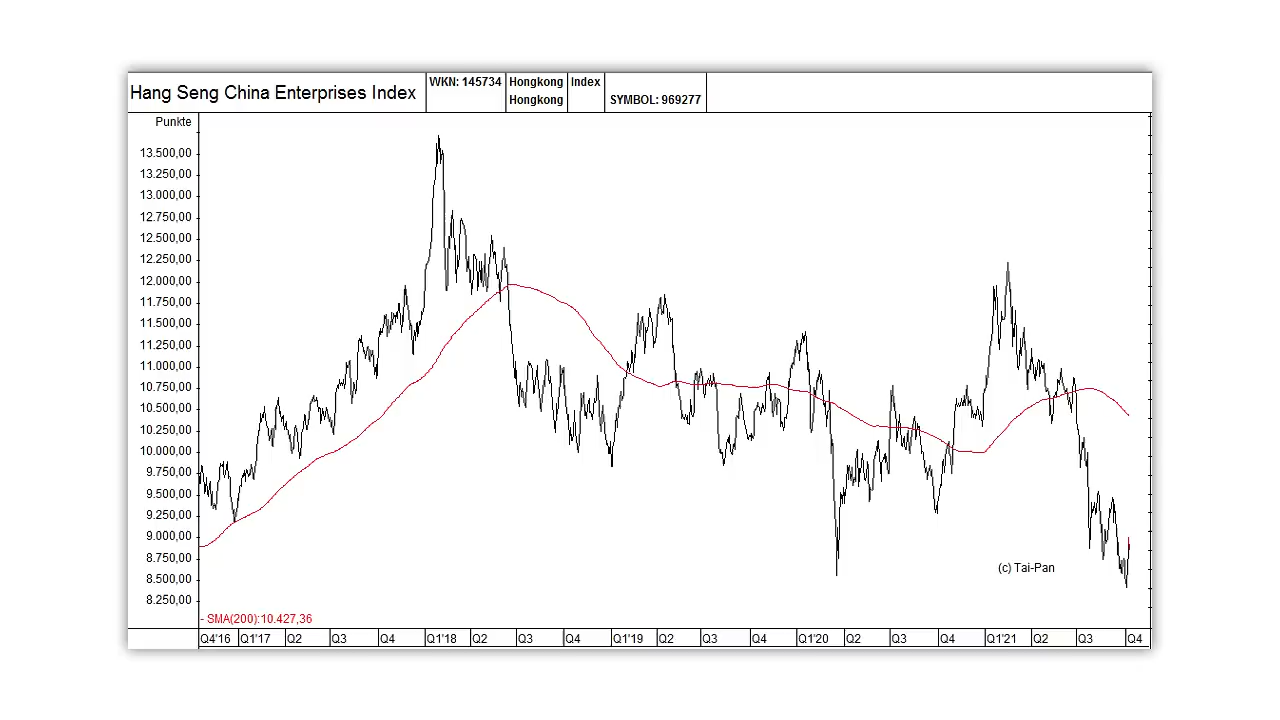 Hang Seng China Enterprises Index
WKN: 145734
Hongkong
Index
Hongkong
SYMBOL: 969277
Punkte
13.500,00
13.250,00
13.000,00
12.750,00
12.500,00
12.250,00
12.000,00
11.750,00
11.500,00
11.250,00
11.000,00
10.750,00
10.500,00
10.250,00
10.000,00
9.750,00
9.500,00
9.250,00
9.000,00
8.750,00
8.500,00
8.250,00
(c) Tai-Pan
- SMA(200):10.427,36
Q4'16 Q1'17 Q2 Q3 Q4 Q1'18 Q2 Q3 Q4 Q1'19 Q2 Q3 Q4 Q1'20 Q2 Q3 Q4 Q1'21 Q2 Q3 Q4